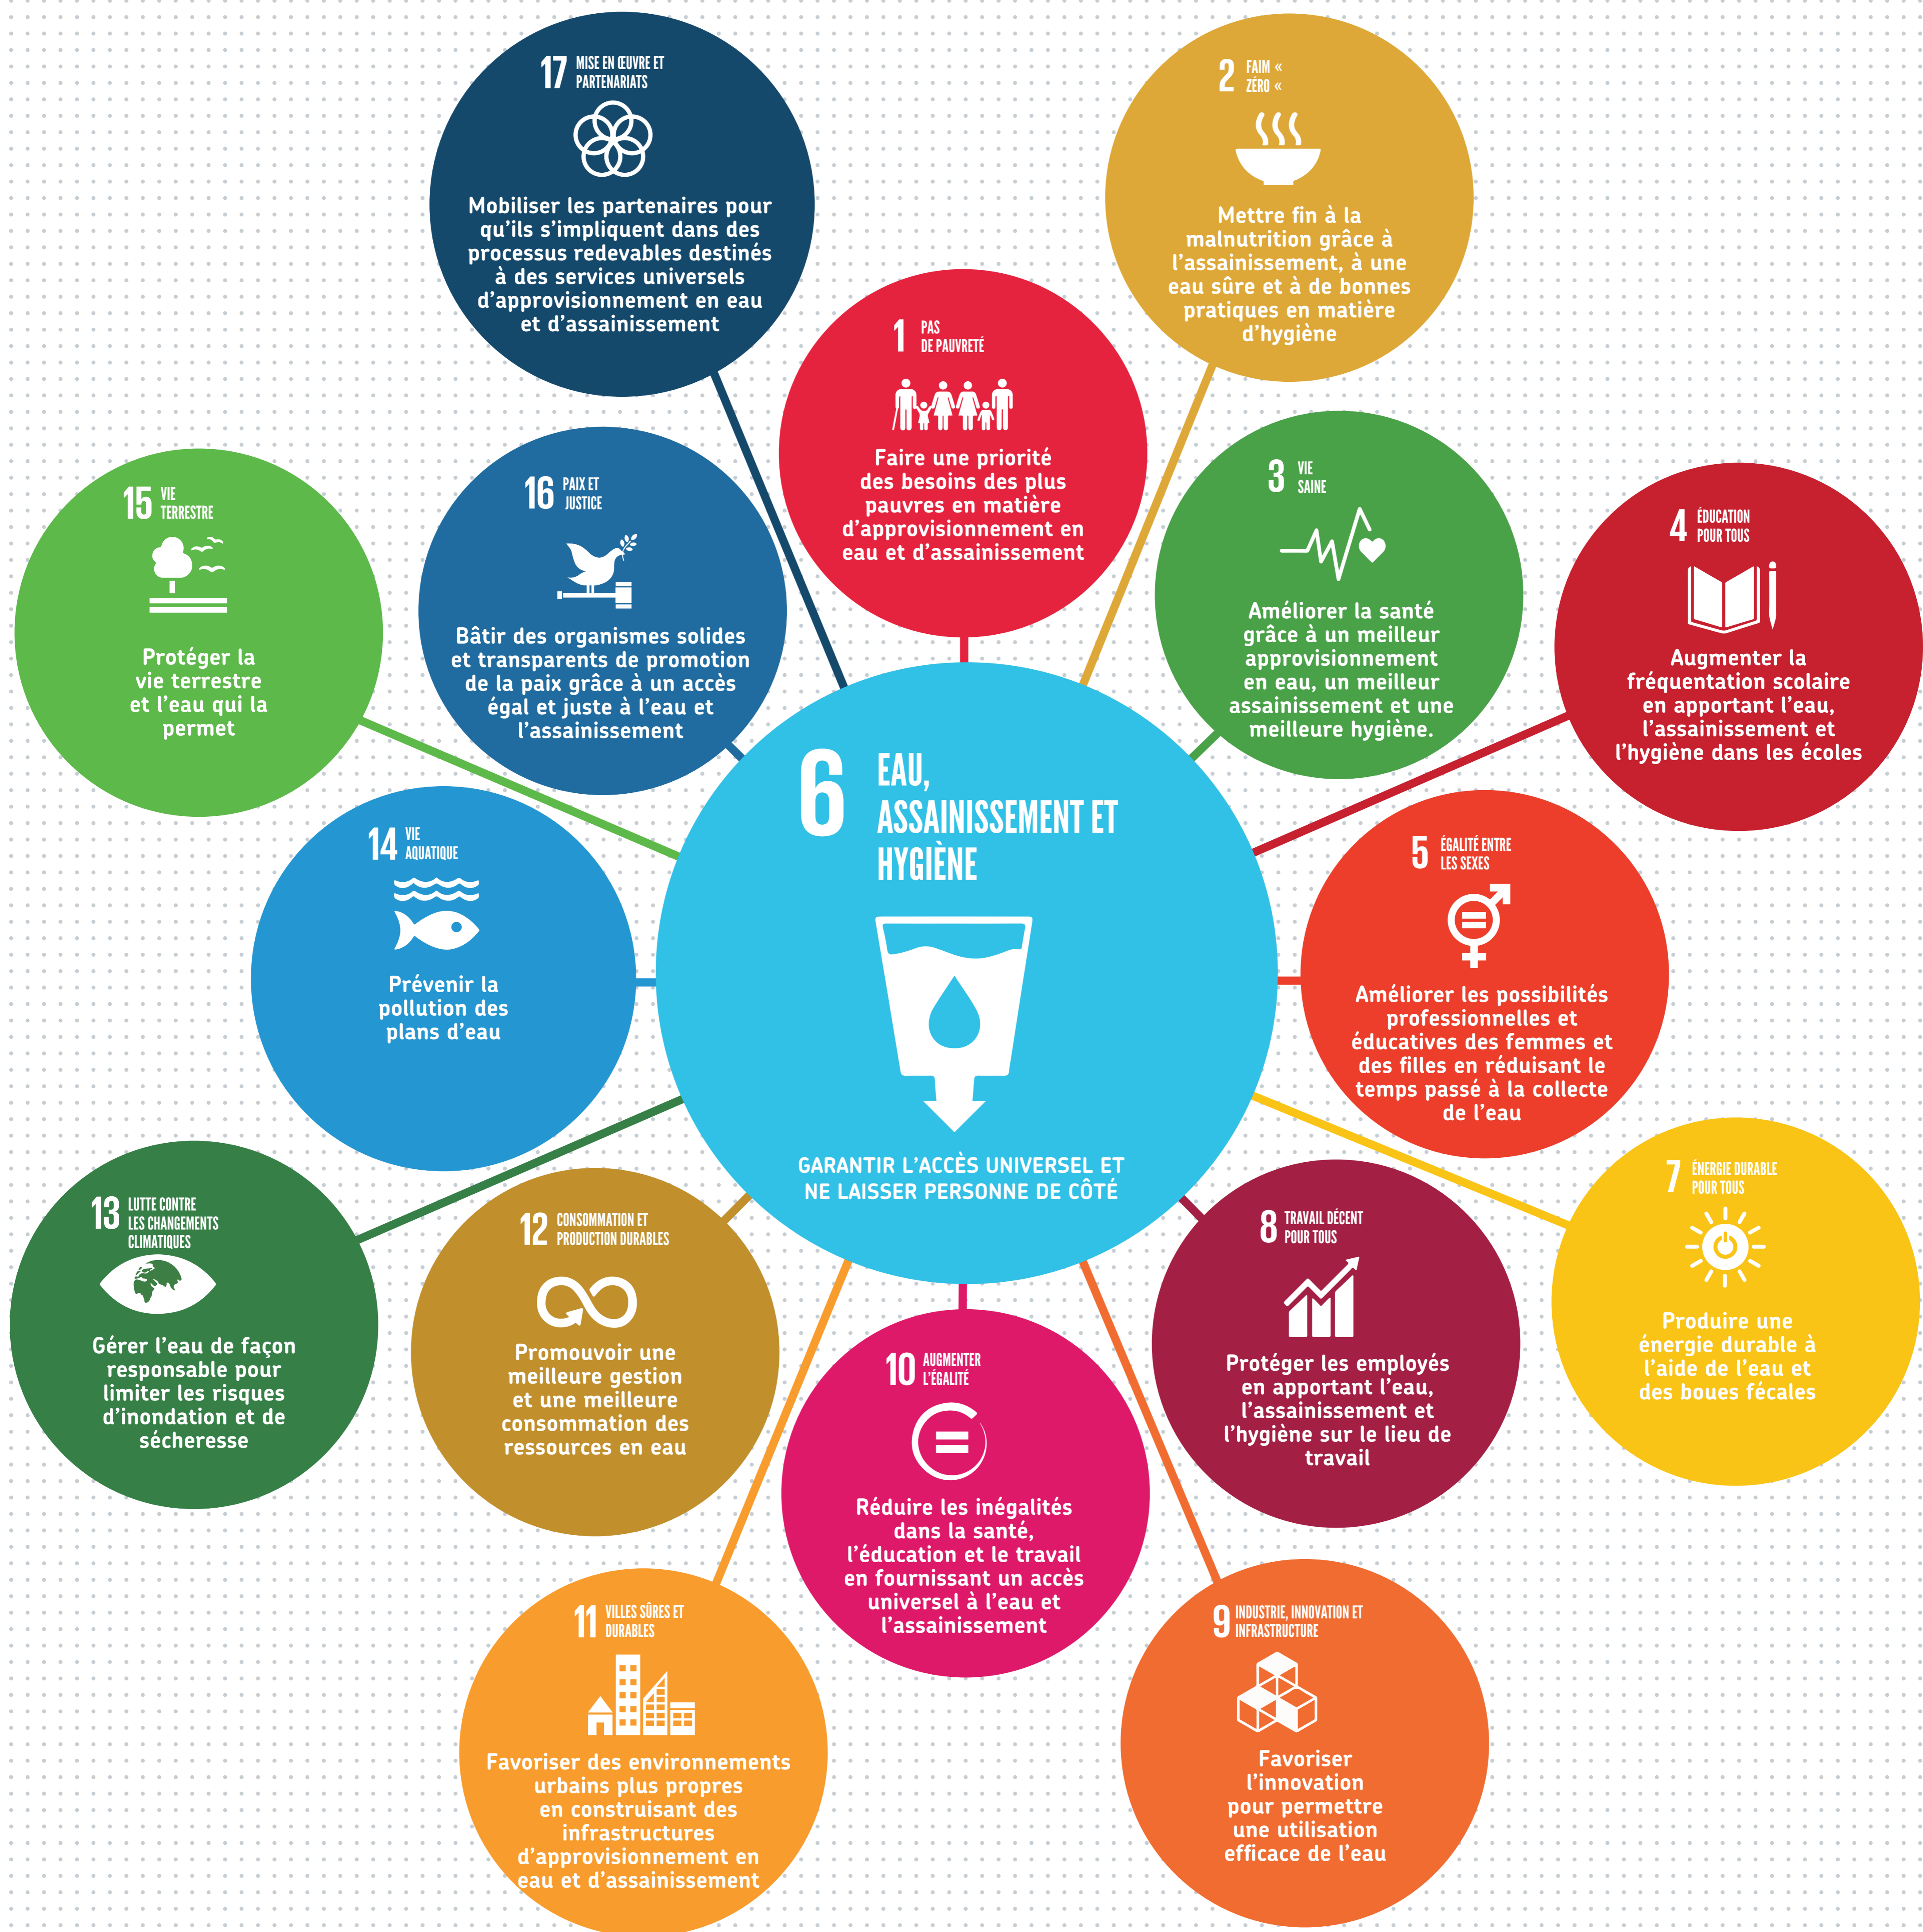 17 MISE EN ŒUVRE ET
PARTENARIATS
Mobiliser les partenaires pour
qu’ils s’impliquent dans des
processus redevables destinés
à des services universels
d’approvisionnement en eau
et d’assainissement
2 FAIM «
ZÉRO «
Mettre fin à la
malnutrition grâce à
l’assainissement, à une
eau sûre et à de bonnes
pratiques en matière
d’hygiène
1 PAS
DE PAUVRETÉ
Faire une priorité
des besoins des plus
pauvres en matière
d’approvisionnement en
eau et d’assainissement
15 VIE
TERRESTRE
Protéger la
vie terrestre
et l’eau qui la
permet
16 PAIX ET
JUSTICE
Bâtir des organismes solides
et transparents de promotion
de la paix grâce à un accès
égal et juste à l’eau et
l’assainissement
3 VIE
SAINE
Améliorer la santé
grâce à un meilleur
approvisionnement
en eau, un meilleur
assainissement et une
meilleure hygiène.
4 ÉDUCATION
POUR TOUS
Augmenter la
fréquentation scolaire
en apportant l’eau,
l’assainissement et
l’hygiène dans les écoles
6 EAU,
ASSAINISSEMENT ET
HYGIÈNE
GARANTIR L’ACCÈS UNIVERSEL ET
NE LAISSER PERSONNE DE CÔTÉ
14 VIE
AQUATIQUE
Prévenir la
pollution des
plans d’eau
5 ÉGALITÉ ENTRE
LES SEXES
Améliorer les possibilités
professionnelles et
éducatives des femmes et
des filles en réduisant le
temps passé à la collecte
de l’eau
13 LUTTE CONTRE
LES CHANGEMENTS
CLIMATIQUES
Gérer l’eau de façon
responsable pour
limiter les risques
d’inondation et de
sécheresse
12 CONSOMMATION ET
PRODUCTION DURABLES
Promouvoir une
meilleure gestion
et une meilleure
consommation des
ressources en eau
8 TRAVAIL DÉCENT
POUR TOUS
Protéger les employés
en apportant l’eau,
l’assainissement et
l’hygiène sur le lieu de
travail
7 ÉNERGIE DURABLE
POUR TOUS
Produire une
énergie durable à
l’aide de l’eau et
des boues fécales
10 AUGMENTER
L’ÉGALITÉ
Réduire les inégalités
dans la santé,
l’éducation et le travail
en fournissant un accès
universel à l’eau et
l’assainissement
11 VILLES SÛRES ET
DURABLES
Favoriser des environnements
urbains plus propres
en construisant des
infrastructures
d’approvisionnement en
eau et d’assainissement
9 INDUSTRIE, INNOVATION ET
INFRASTRUCTURE
Favoriser
l’innovation
pour permettre
une utilisation
efficace de l’eau